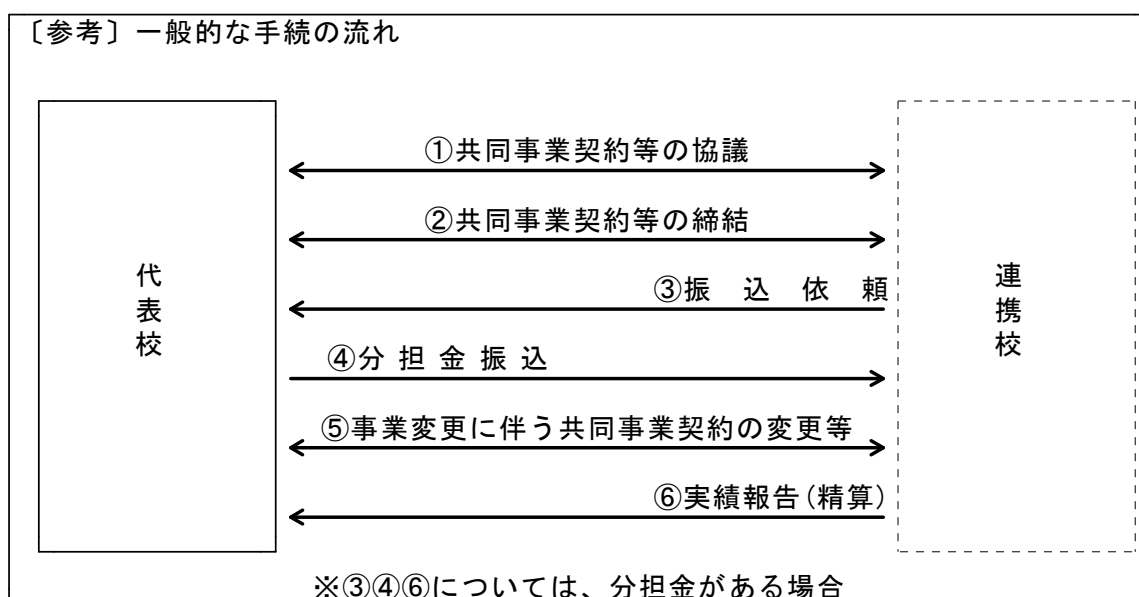 〔参考〕一般的な手続の流れ
①共同事業契約等の協議
②共同事業契約等の締結
代表校
連携校
③振込依頼
④分担金振込
⑤事業変更に伴う共同事業契約の変更等
⑥実績報告(精算)
※③④⑥については、分担金がある場合